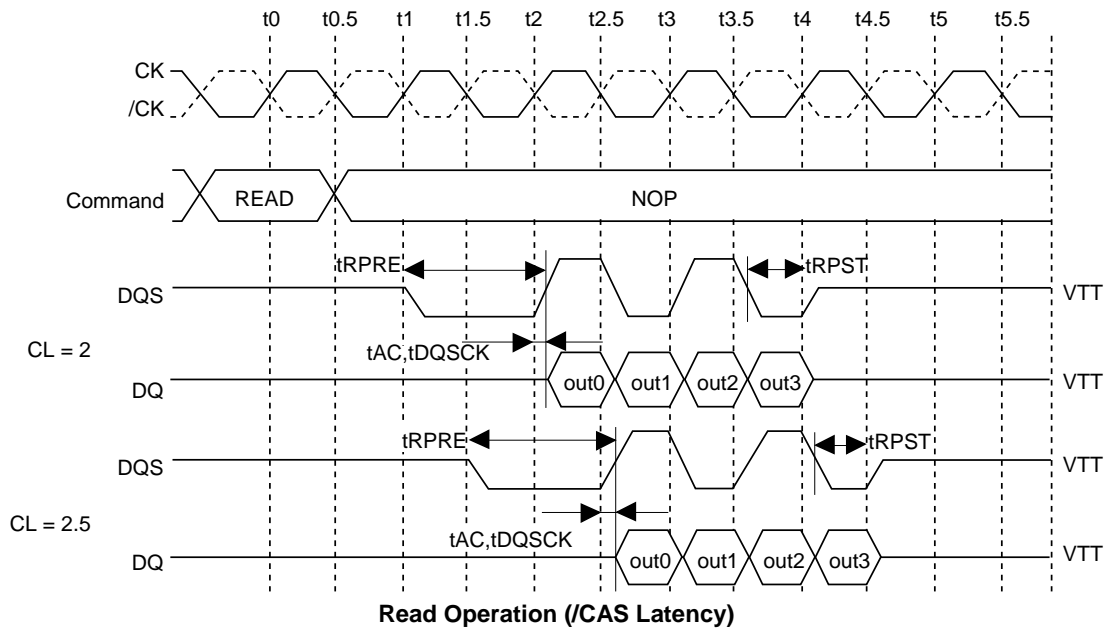 t0 t0.5 t1 t1.5 t2 t2.5 t3 t3.5 t4 t4.5 t5 t5.5
CK
/CK
Command READ NOP
tRPRE tRPST
DQS VTT
CL = 2
tAC,tDQSCK
DQ out0 out1 out2 out3 VTT
tRPRE tRPST
DQS VTT
CL = 2.5
tAC,tDQSCK
DQ out0 out1 out2 out3 VTT
Read Operation (/CAS Latency)